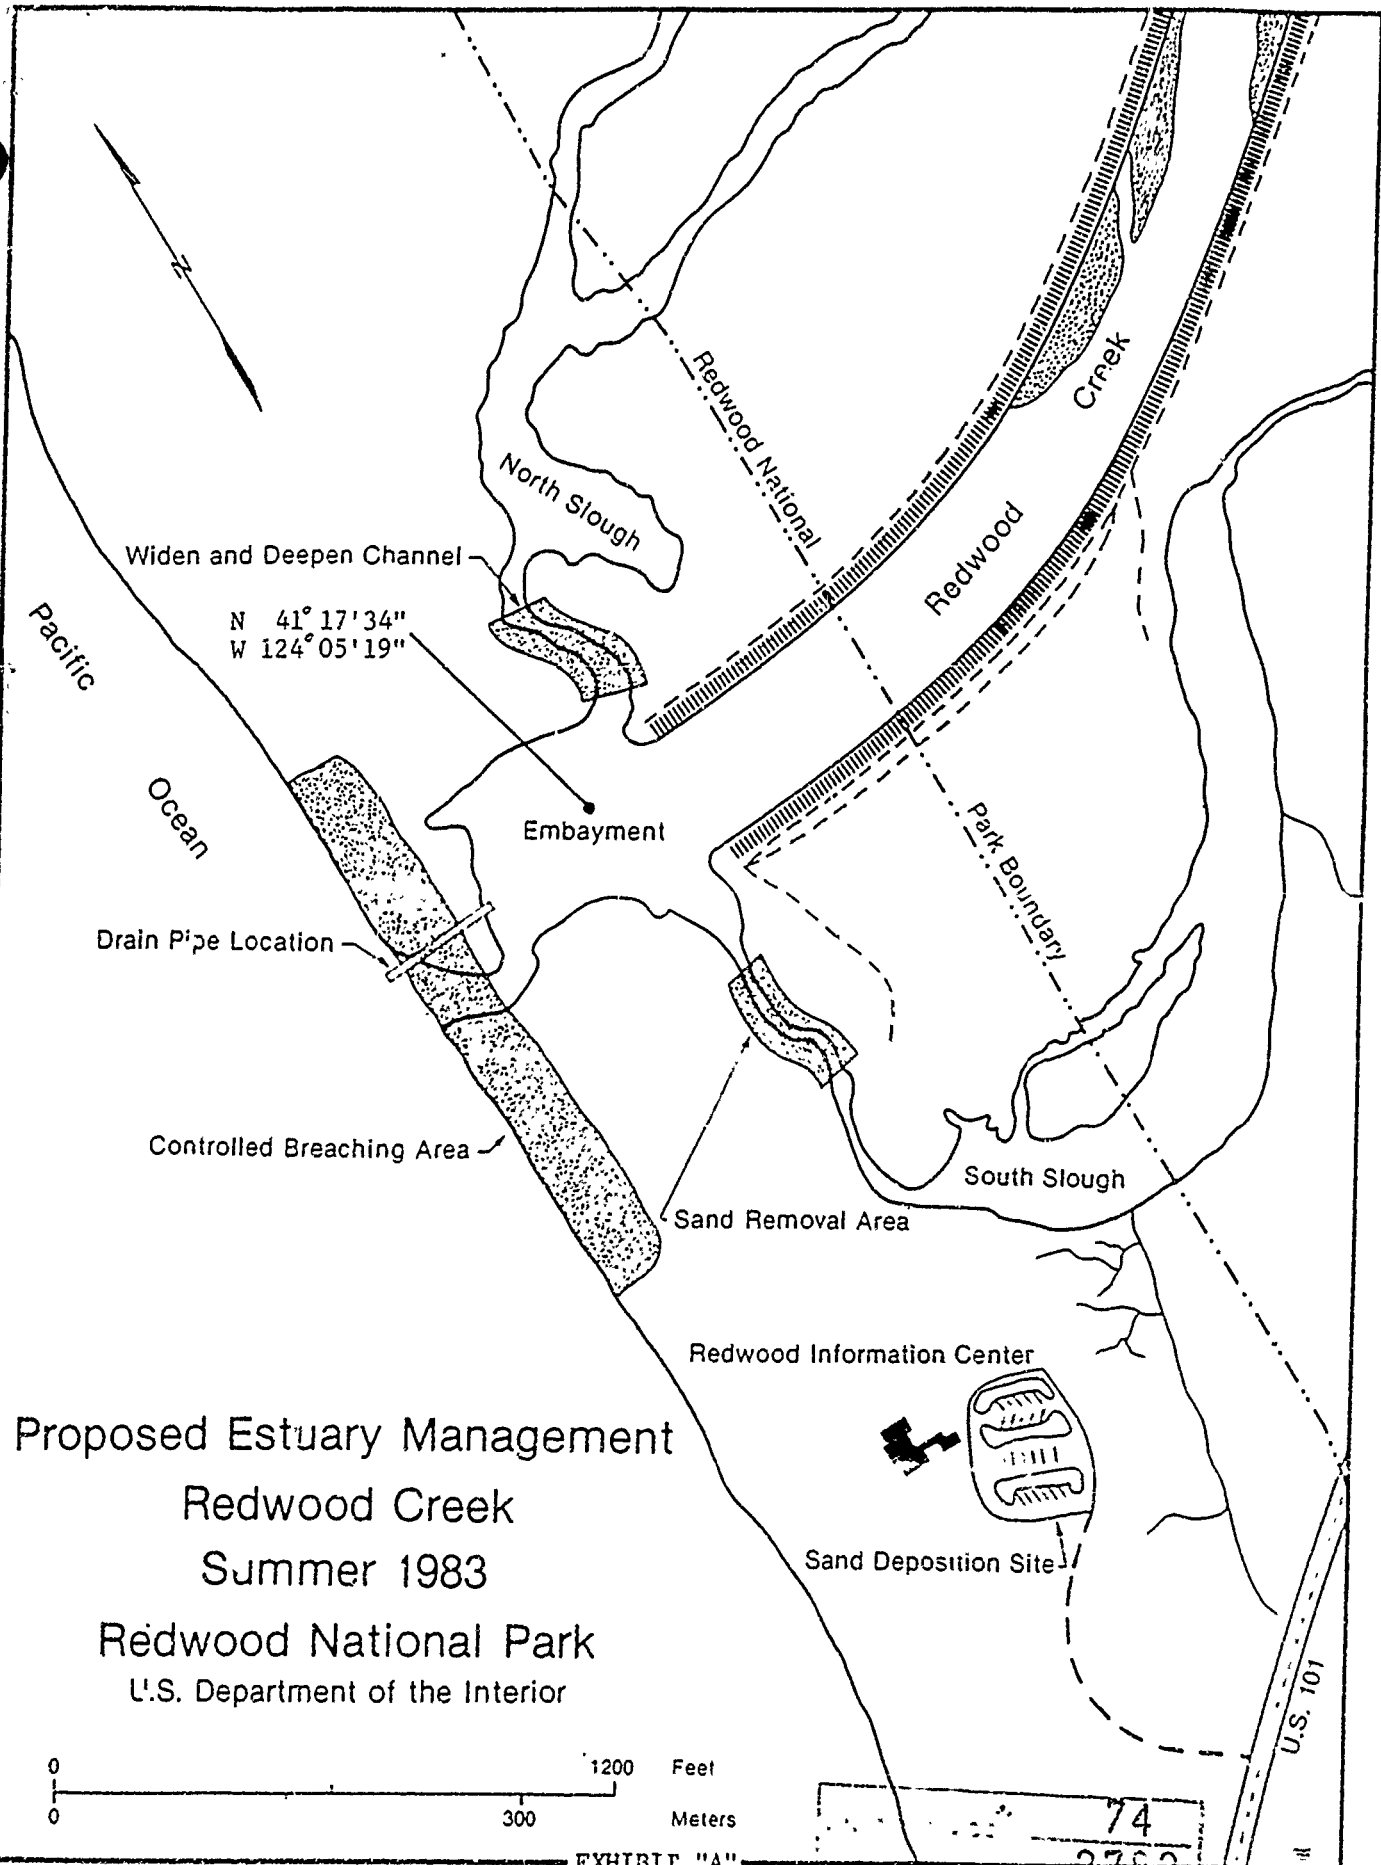 Redwood National
Creek
North Slough
Redwood
Widen and Deepen Channel
N 41° 17'34"
W 124° 05'19"
Pacific
Ocean
Embayment
Park Boundary
Drain Pipe Location
Controlled Breaching Area
South Slough
Sand Removal Area
Redwood Information Center
Proposed Estuary Management
Redwood Creek
Summer 1983
Redwood National Park
U.S. Department of the Interior
Sand Deposition Site
U.S. 101
0 1200 Feet
0 300 Meters
N
74
EXHIBIT "A"